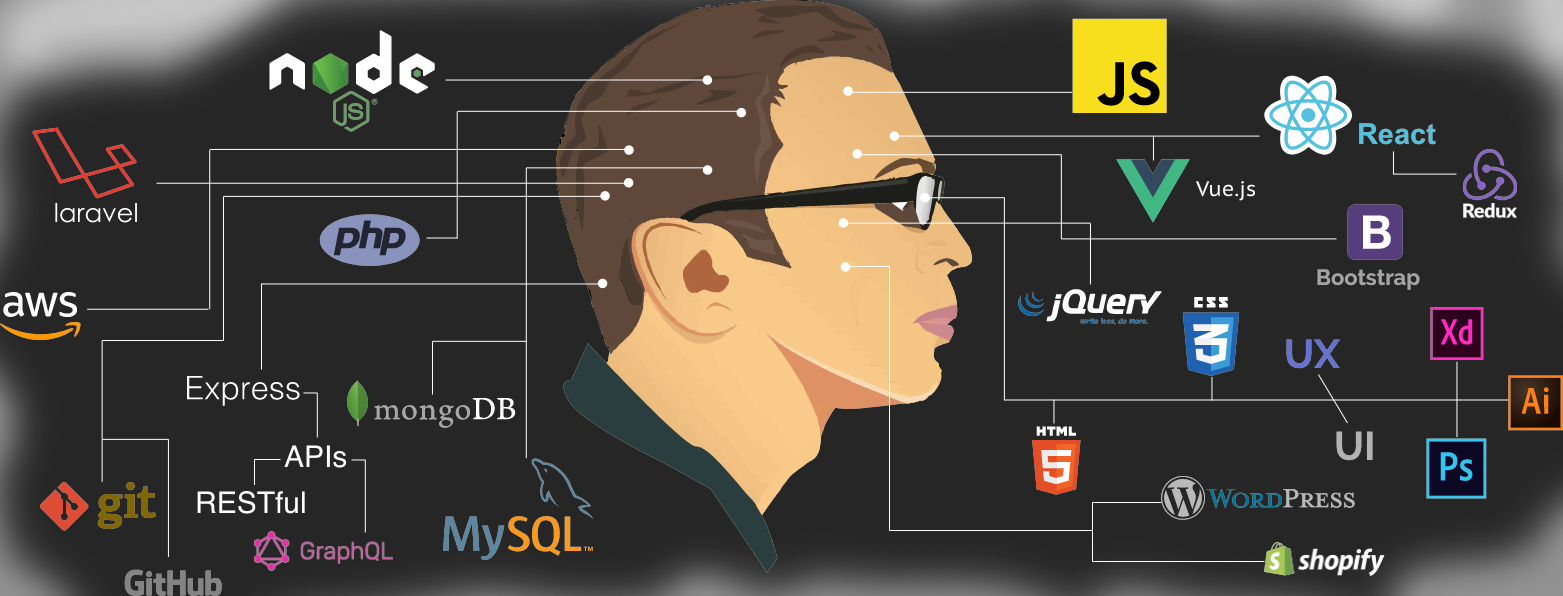 node
JS
®
JS
React
laravel
Vue.js
Redux
php
B
Bootstrap
aws
jQuery
write less, do more.
CSS
3
UX
Xd
Express
mongoDB
Ai
HTML
5
UI
APIs
Ps
RESTful
git
WORDPRESS
W
MySQL™
GraphQL
S
shopify
GitHub